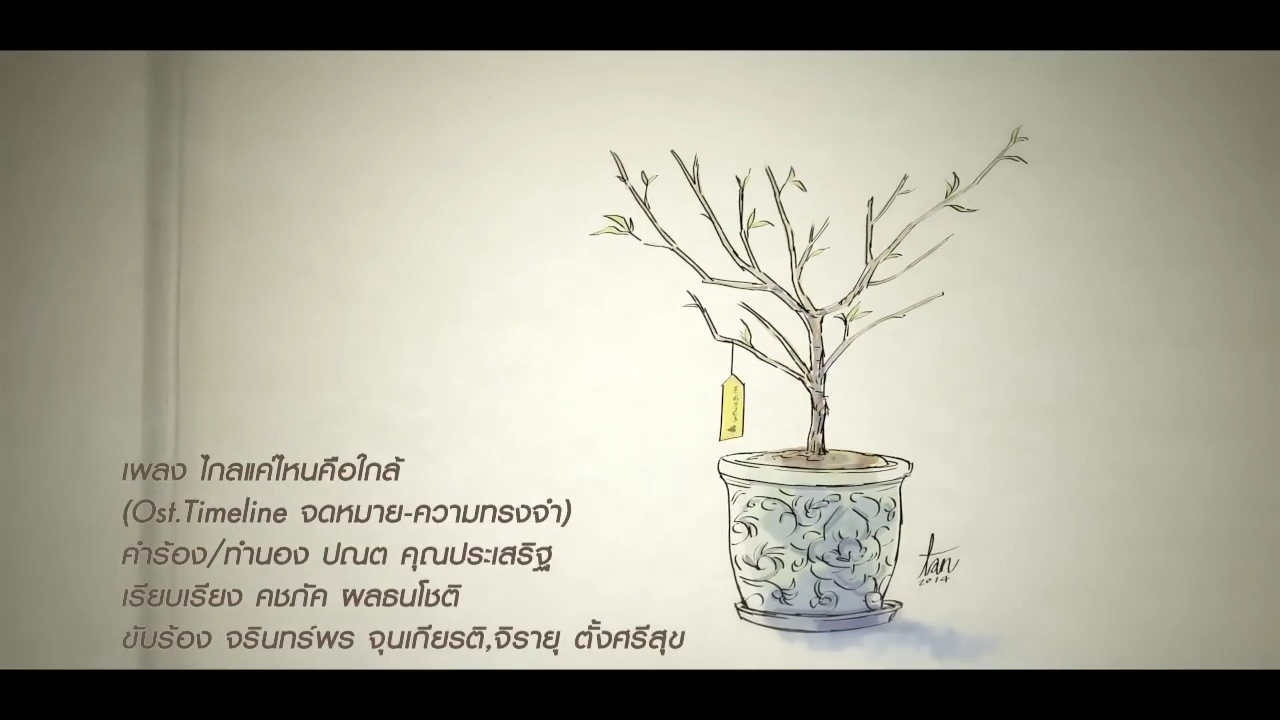 เพลง ไกลแค่ไหนคือใกล้
(Ost.Timeline จดหมาย-ความทรงจำ)
คำร้อง/ทำนอง ปณต คุณประเสริฐ
เรียบเรียง คชภัค ผลธนโชติ
ขับร้อง จรินทร์พร จุนเกียรติ,จิรายุ ตั้งศรีสุข
tan
2014